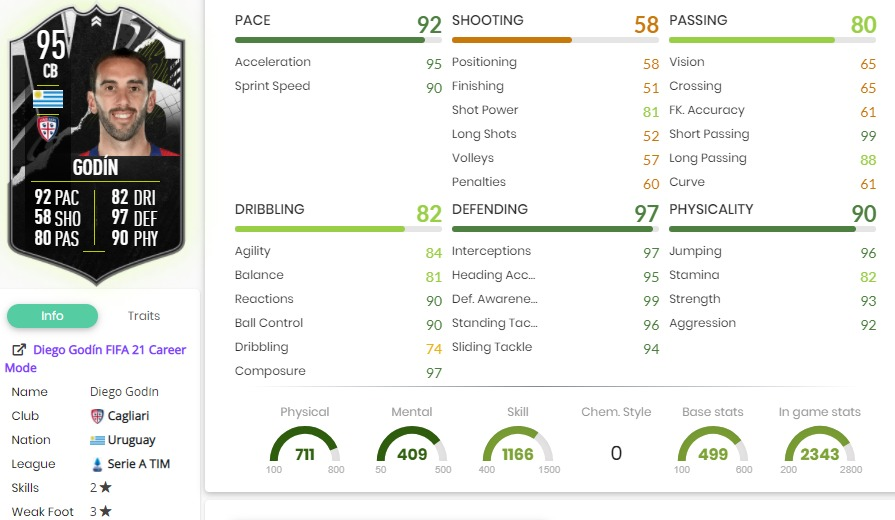 95
CB
GODÍN
92 PAC 82 DRI
58 SHO 97 DEF
80 PAS 90 PHY
Info Traits
Diego Godín FIFA 21 Career
Mode
Name Diego Godín
Club Cagliari
Nation Uruguay
League Serie A TIM
Skills 2★
Weak Foot 3★
PACE 92
Acceleration 95
Sprint Speed 90
SHOOTING 58
Positioning 58
Finishing 51
Shot Power 81
Long Shots 52
Volleys 57
Penalties 60
PASSING 80
Vision 65
Crossing 65
FK. Accuracy 61
Short Passing 99
Long Passing 88
Curve 61
DRIBBLING 82
Agility 84
Balance 81
Reactions 90
Ball Control 90
Dribbling 74
Composure 97
DEFENDING 97
Interceptions 97
Heading Acc... 95
Def. Awarene... 99
Standing Tac... 96
Sliding Tackle 94
PHYSICALITY 90
Jumping 96
Stamina 82
Strength 93
Aggression 92
Physical
711
100 800
Mental
409
50 500
Skill
1166
400 1500
Chem. Style
0
Base stats
499
100 600
In game stats
2343
200 2800